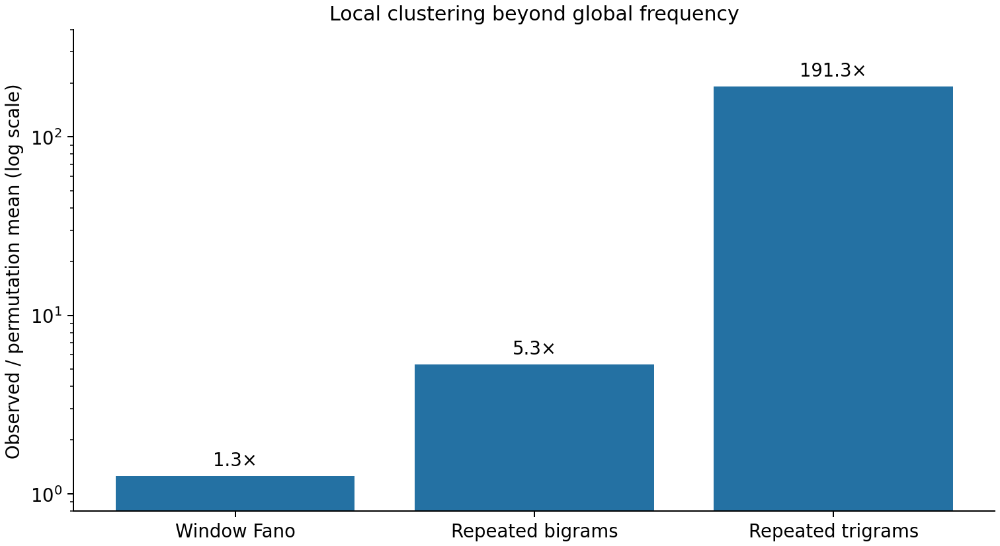 Local clustering beyond global frequency
Observed / permutation mean (log scale)
10²
10¹
10⁰
1.3×
5.3×
191.3×
Window Fano
Repeated bigrams
Repeated trigrams